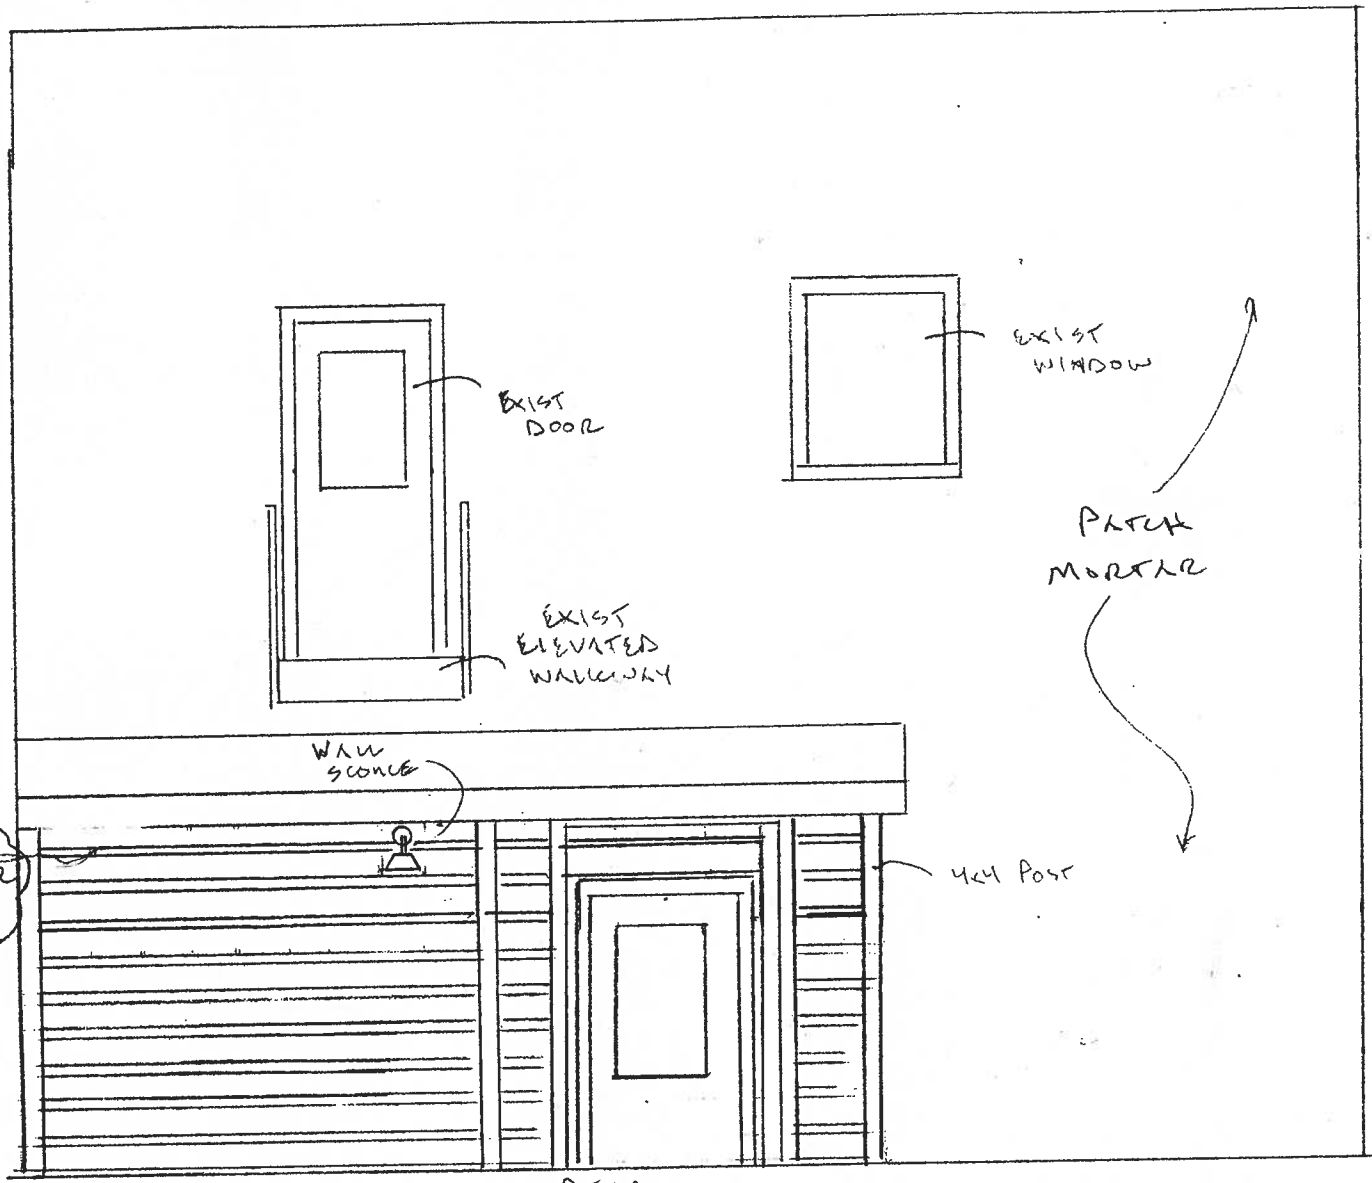 EXIST
WINDOW
EXIST
DOOR
PATCH
MORTAR
EXIST
ELEVATED
WALKWAY
WALL
SCONCE
4x4 POST